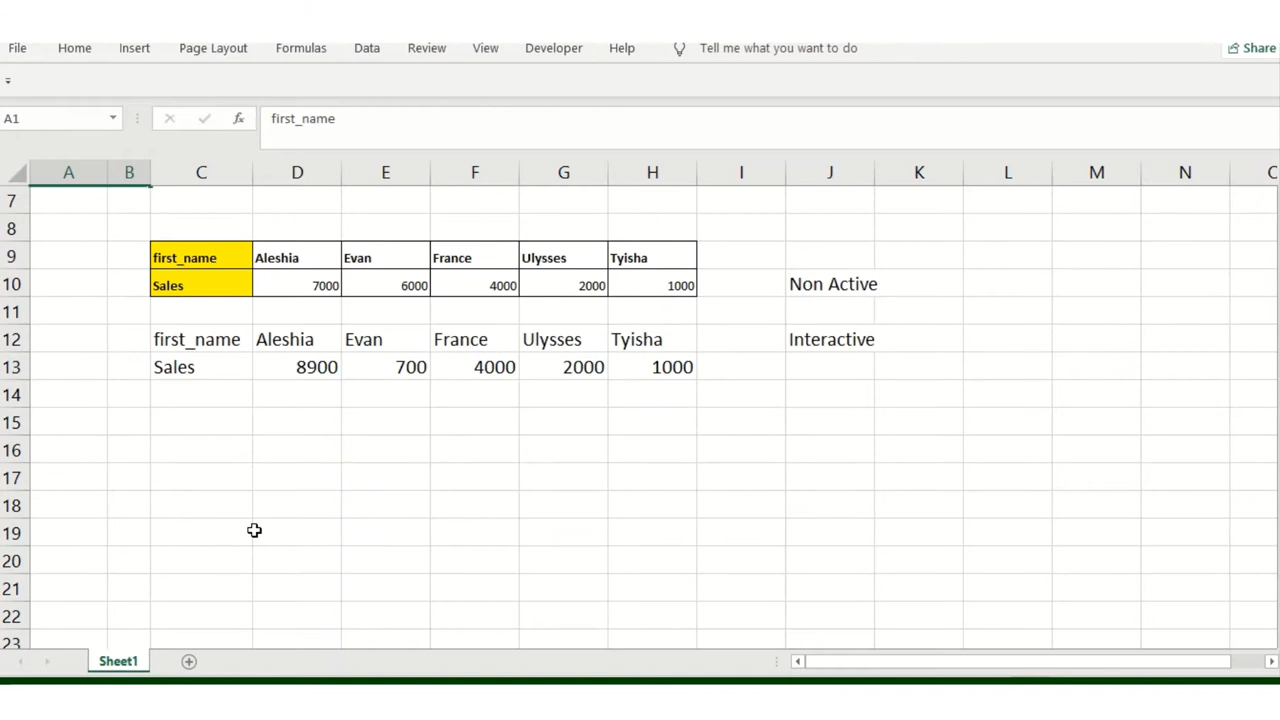 File Home Insert Page Layout Formulas Data Review View Developer Help Tell me what you want to do Share
A1 fx first_name
A B C D E F G H I J K L M N
7
8
9 first_name Aleshia Evan France Ulysses Tyisha
10 Sales 7000 6000 4000 2000 1000 Non Active
11
12 first_name Aleshia Evan France Ulysses Tyisha Interactive
13 Sales 8900 700 4000 2000 1000
14
15
16
17
18
19
20
21
22
23
Sheet1